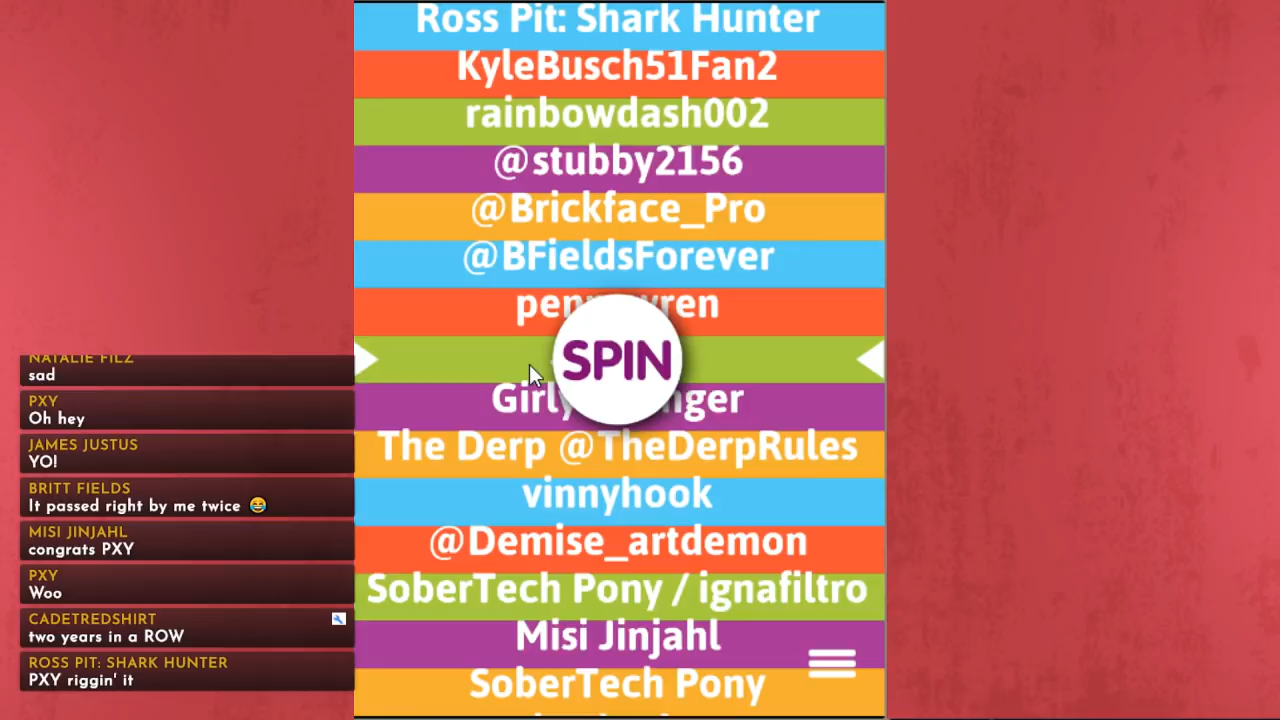 NATALIE FILZ
sad
PXY
Oh hey
JAMES JUSTUS
YO!
BRITT FIELDS
It passed right by me twice 😂
MISI JINJAHL
congrats PXY
PXY
Woo
CADETREDSHIRT
two years in a ROW
ROSS PIT: SHARK HUNTER
PXY riggin' it
Ross Pit: Shark Hunter
KyleBusch51Fan2
rainbowdash002
@stubby2156
@Brickface_Pro
@BFieldsForever
SPIN
The Derp @TheDerpRules
vinnyhook
@Demise_artdemon
SoberTech Pony / ignafiltro
Misi Jinjahl
SoberTech Pony